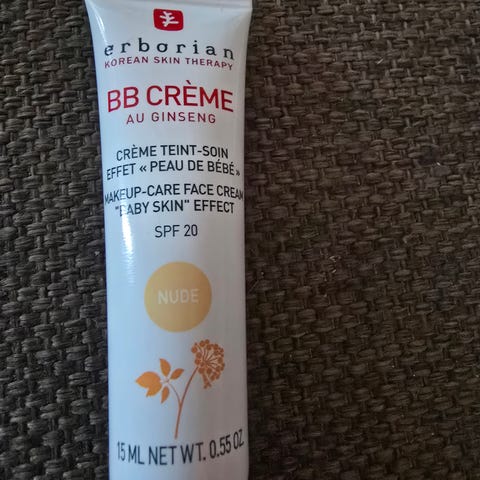 erborian
KOREAN SKIN THERAPY
BB CRÈME
AU GINSENG
CRÈME TEINT-SOIN
EFFET « PEAU DE BÉBÉ »
MAKEUP-CARE FACE CREAM
"BABY SKIN" EFFECT
SPF 20
NUDE
15 ML NET WT. 0.55 OZ